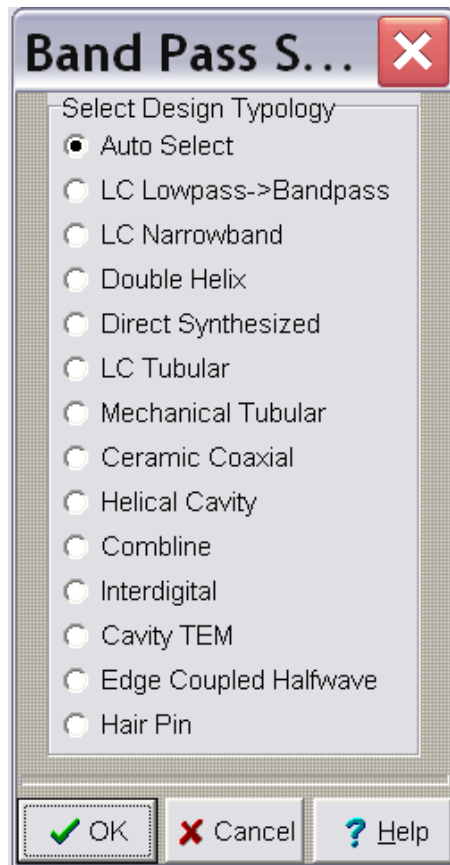 Band Pass S...
Select Design Typology
Auto Select
LC Lowpass->Bandpass
LC Narrowband
Double Helix
Direct Synthesized
LC Tubular
Mechanical Tubular
Ceramic Coaxial
Helical Cavity
Combline
Interdigital
Cavity TEM
Edge Coupled Halfwave
Hair Pin
OK Cancel Help